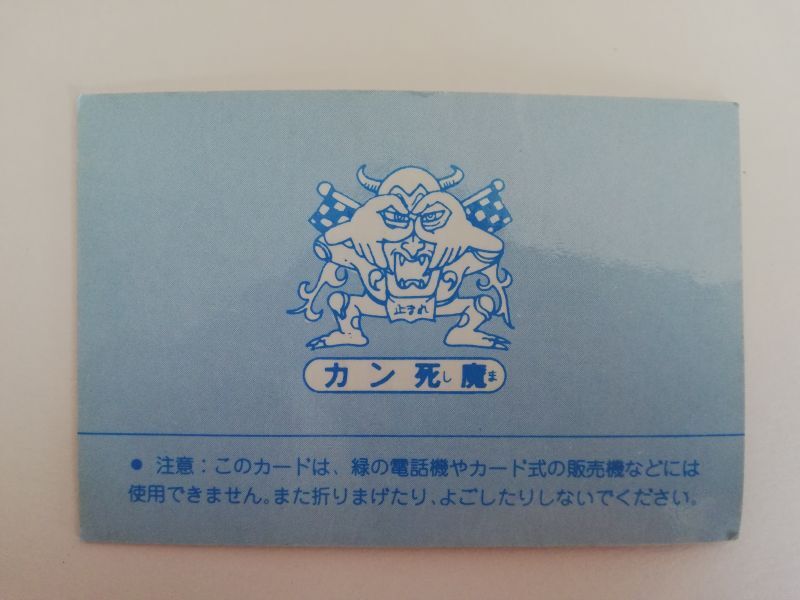 止まれ
カン死し魔ま
● 注意：このカードは、緑の電話機やカード式の販売機などには
使用できません。また折りまげたり、よごしたりしないでください。